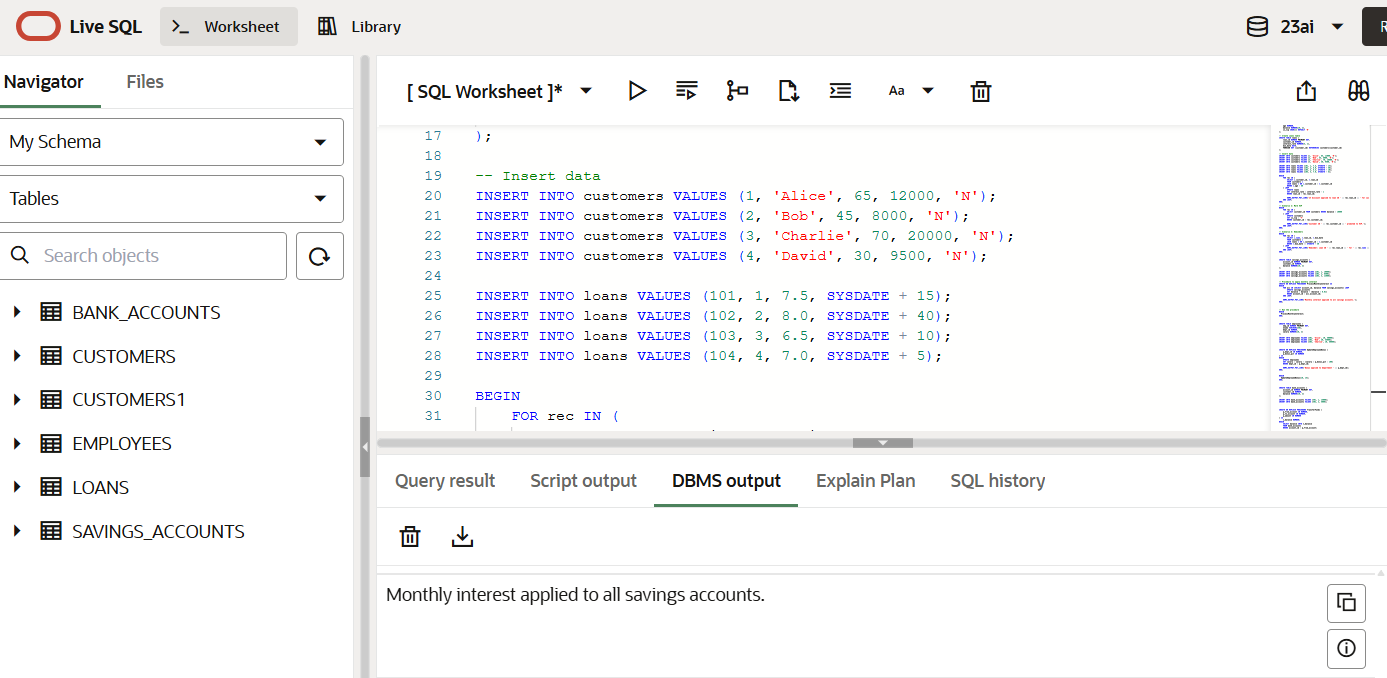 Live SQL
Worksheet
Library
23ai
Navigator
Files
[ SQL Worksheet ]*
Aa
My Schema
Tables
Search objects
BANK_ACCOUNTS
CUSTOMERS
CUSTOMERS1
EMPLOYEES
LOANS
SAVINGS_ACCOUNTS
17 );
18
19 -- Insert data
20 INSERT INTO customers VALUES (1, 'Alice', 65, 12000, 'N');
21 INSERT INTO customers VALUES (2, 'Bob', 45, 8000, 'N');
22 INSERT INTO customers VALUES (3, 'Charlie', 70, 20000, 'N');
23 INSERT INTO customers VALUES (4, 'David', 30, 9500, 'N');
24
25 INSERT INTO loans VALUES (101, 1, 7.5, SYSDATE + 15);
26 INSERT INTO loans VALUES (102, 2, 8.0, SYSDATE + 40);
27 INSERT INTO loans VALUES (103, 3, 6.5, SYSDATE + 10);
28 INSERT INTO loans VALUES (104, 4, 7.0, SYSDATE + 5);
29
30 BEGIN
31 FOR rec IN (
Query result
Script output
DBMS output
Explain Plan
SQL history
Monthly interest applied to all savings accounts.